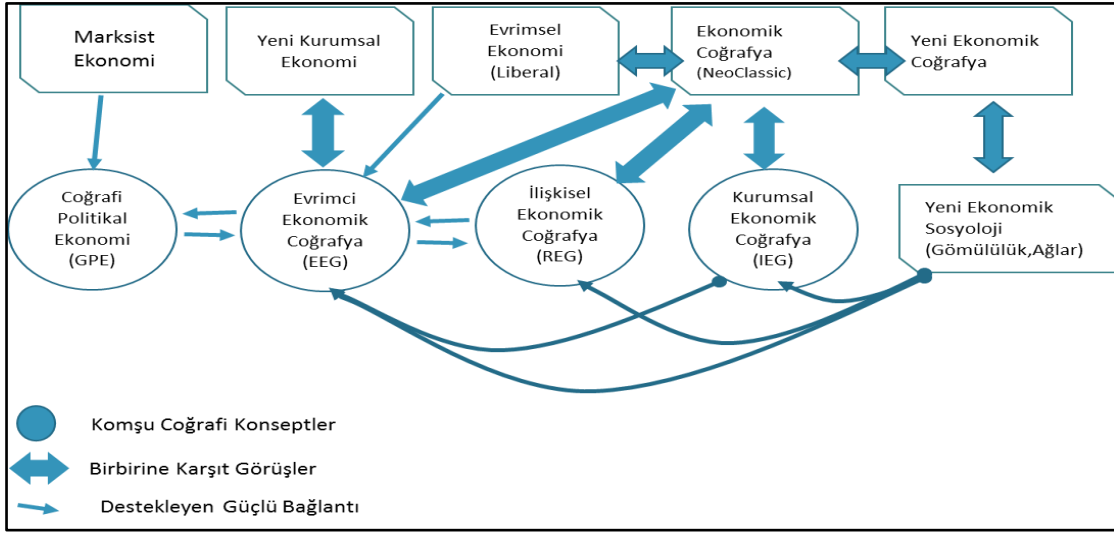 Marksist
Ekonomi
Yeni Kurumsal
Ekonomi
Evrimsel
Ekonomi
(Liberal)
Ekonomik
Coğrafya
(NeoClassic)
Yeni Ekonomik
Coğrafya
Coğrafi
Politikal
Ekonomi
(GPE)
Evrimci
Ekonomik
Coğrafya
(EEG)
İlişkisel
Ekonomik
Coğrafya
(REG)
Kurumsal
Ekonomik
Coğrafya
(IEG)
Yeni Ekonomik
Sosyoloji
(Gömülülük,Ağlar)
Komşu Coğrafi Konseptler
Birbirine Karşıt Görüşler
Destekleyen Güçlü Bağlantı